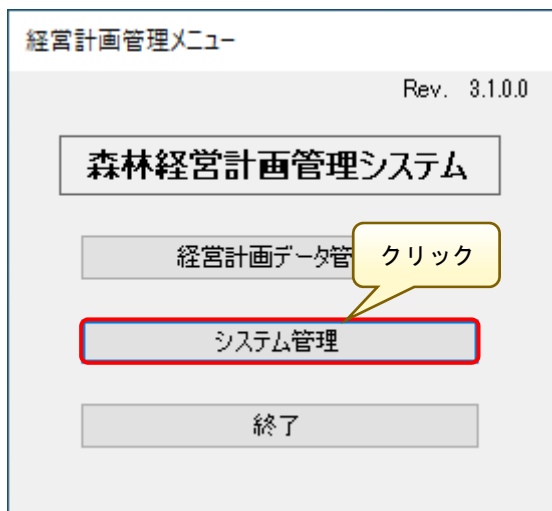 経営計画管理メニュー
Rev. 3.1.0.0
森林経営計画管理システム
経営計画データ管
クリック
システム管理
終了